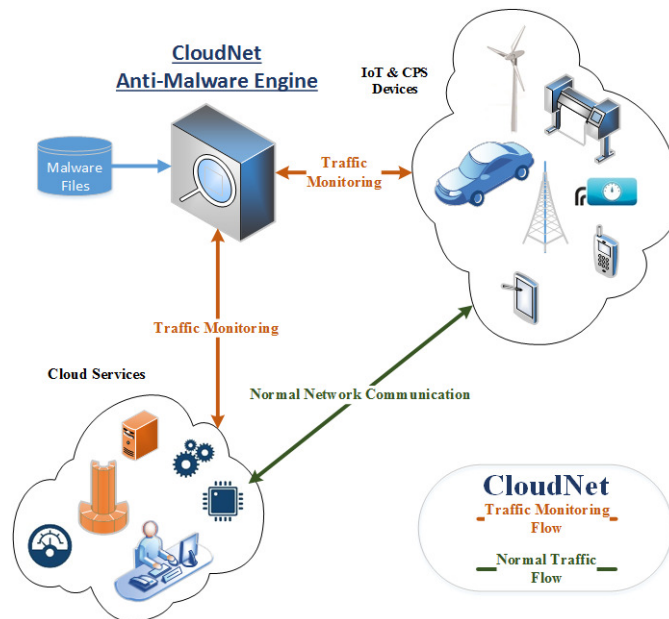 CloudNet
Anti-Malware Engine
IoT & CPS
Devices
Malware
Files
Traffic
Monitoring
Traffic Monitoring
Cloud Services
Normal Network Communication
CloudNet
Traffic Monitoring
Flow
Normal Traffic
Flow